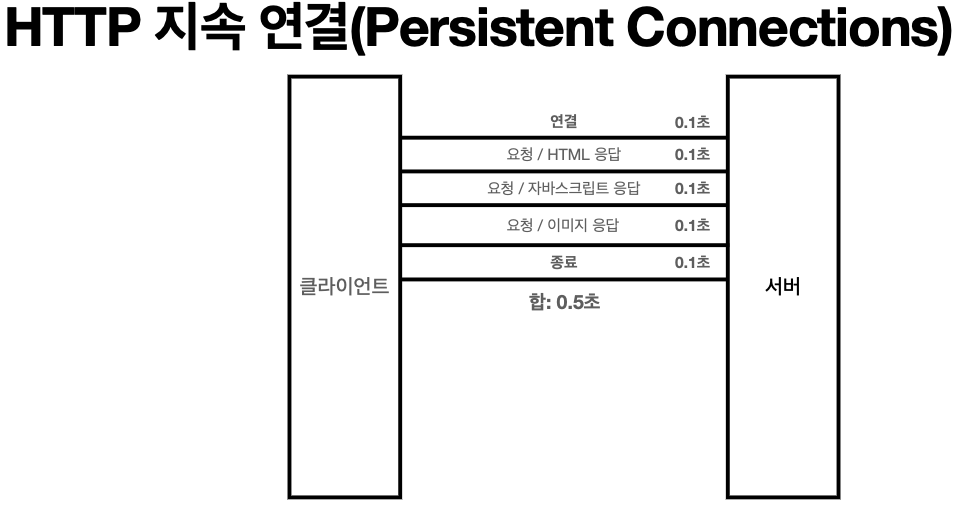 HTTP 지속 연결(Persistent Connections)
연결 0.1초
요청 / HTML 응답 0.1초
요청 / 자바스크립트 응답 0.1초
요청 / 이미지 응답 0.1초
종료 0.1초
클라이언트
서버
합: 0.5초